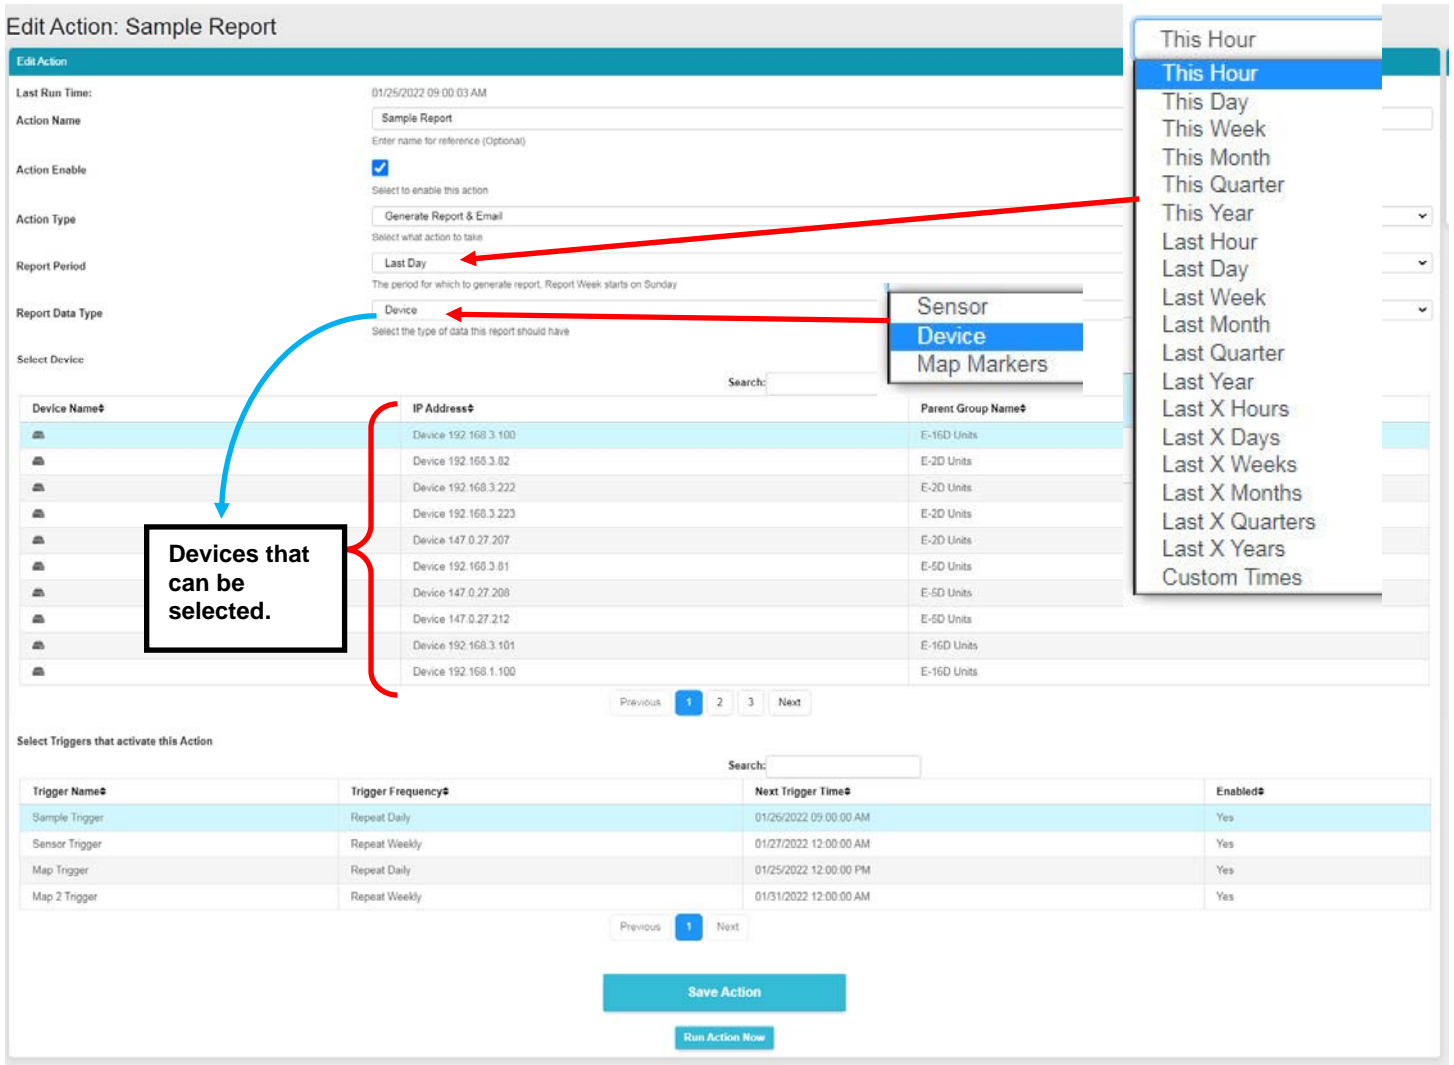 Edit Action: Sample Report
Edit Action
Last Run Time: 01/25/2022 09:00:03 AM
Action Name Sample Report
Enter name for reference (Optional)
Action Enable
Select to enable this action
Action Type Generate Report & Email
Select what action to take
Report Period Last Day
The period for which to generate report. Report Week starts on Sunday
Report Data Type Device
Select the type of data this report should have
This Hour
This Hour
This Day
This Week
This Month
This Quarter
This Year
Last Hour
Last Day
Last Week
Last Month
Last Quarter
Last Year
Last X Hours
Last X Days
Last X Weeks
Last X Months
Last X Quarters
Last X Years
Custom Times
Sensor
Device
Map Markers
Select Device
Search:
Device Name IP Address Parent Group Name
Device 192.168.3.100 E-16D Units
Device 192.168.3.82 E-2D Units
Device 192.168.3.222 E-2D Units
Device 192.168.3.223 E-2D Units
Device 147.0.27.207 E-2D Units
Device 192.168.3.81 E-5D Units
Device 147.0.27.208 E-5D Units
Device 147.0.27.212 E-5D Units
Device 192.168.3.101 E-16D Units
Device 192.168.1.100 E-16D Units
Devices that
can be
selected.
Previous 1 2 3 Next
Select Triggers that activate this Action
Search:
Trigger Name Trigger Frequency Next Trigger Time Enabled
Sample Trigger Repeat Daily 01/26/2022 09:00:00 AM Yes
Sensor Trigger Repeat Weekly 01/27/2022 12:00:00 AM Yes
Map Trigger Repeat Daily 01/25/2022 12:00:00 PM Yes
Map 2 Trigger Repeat Weekly 01/31/2022 12:00:00 AM Yes
Previous 1 Next
Save Action
Run Action Now